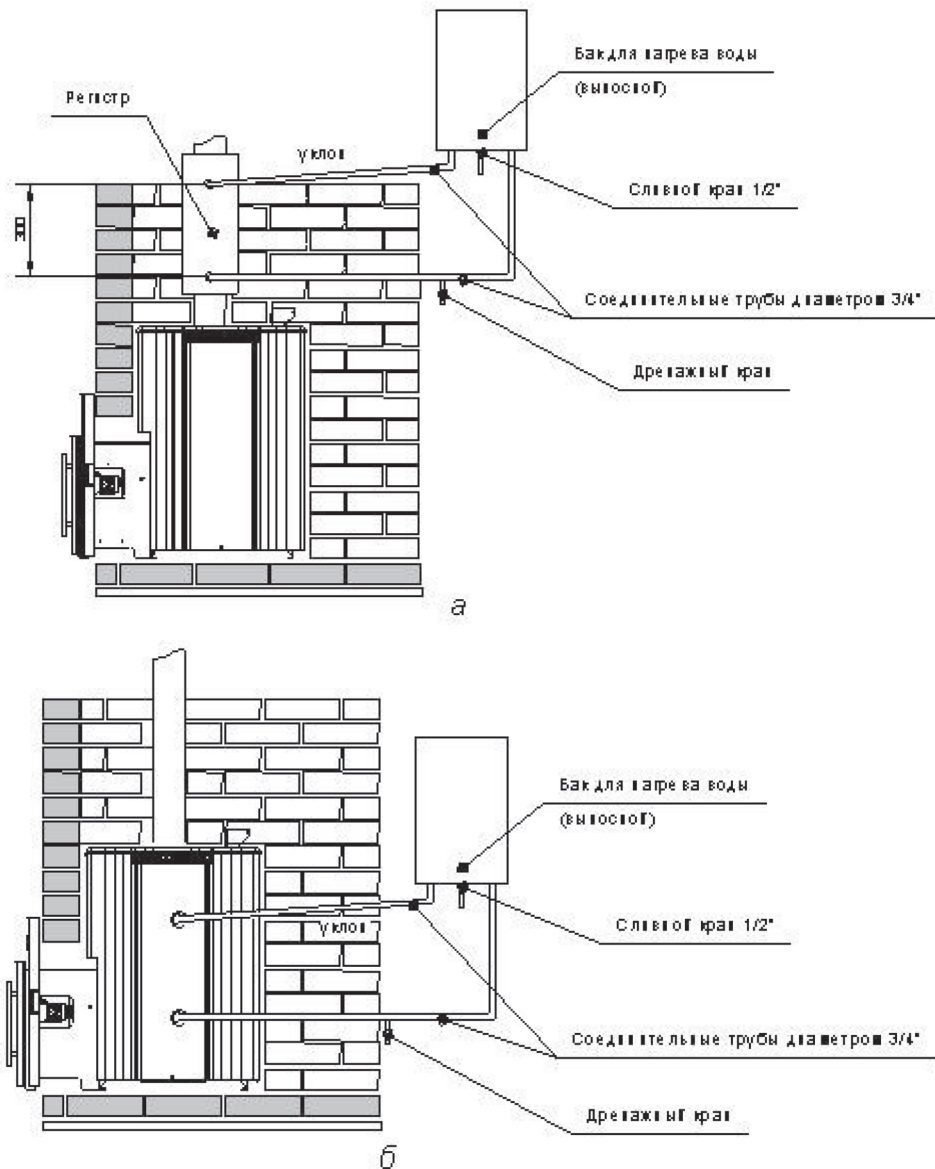 Бак для нагрева воды
(выносной)
Регистр
уклон
Сливной кран 1/2"
300
Соединительные трубы диаметром 3/4"
Дренажный кран
а
Бак для нагрева воды
(выносной)
уклон
Сливной кран 1/2"
Соединительные трубы диаметром 3/4"
Дренажный кран
б